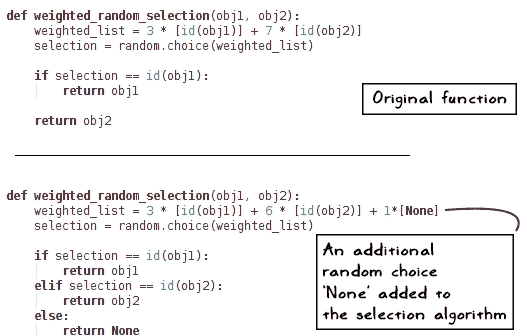 def weighted_random_selection(obj1, obj2):
    weighted_list = 3 * [id(obj1)] + 7 * [id(obj2)]
    selection = random.choice(weighted_list)
    if selection == id(obj1):
        return obj1
Original function
    return obj2
def weighted_random_selection(obj1, obj2):
    weighted_list = 3 * [id(obj1)] + 6 * [id(obj2)] + 1*[None]
    selection = random.choice(weighted_list)
    if selection == id(obj1):
        return obj1
    elif selection == id(obj2):
        return obj2
    else:
        return None
An additional
random choice
'None' added to
the selection algorithm